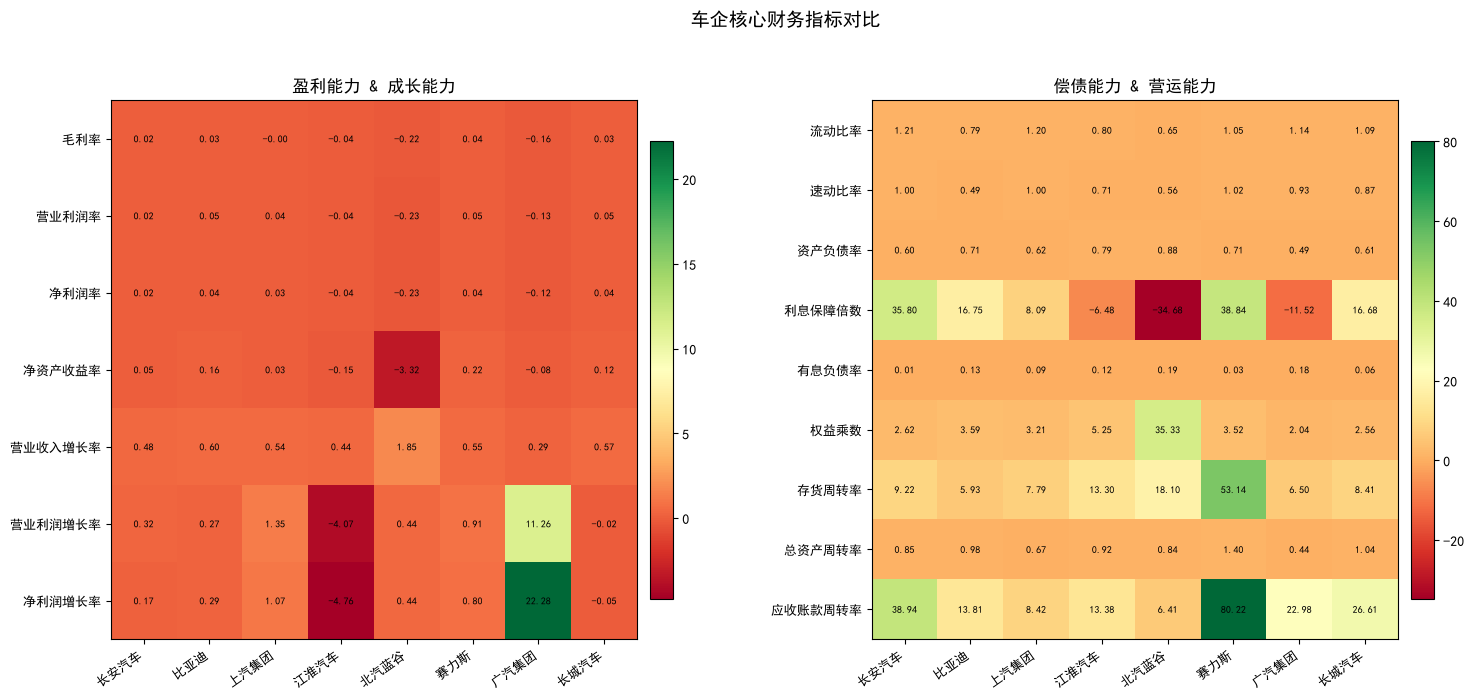 车企核心财务指标对比
盈利能力 & 成长能力
毛利率 0.02 0.03 -0.00 -0.04 -0.22 0.04 -0.16 0.03
营业利润率 0.02 0.05 0.04 -0.04 -0.23 0.05 -0.13 0.05
净利润率 0.02 0.04 0.03 -0.04 -0.23 0.04 -0.12 0.04
净资产收益率 0.05 0.16 0.03 -0.15 -3.32 0.22 -0.08 0.12
营业收入增长率 0.48 0.60 0.54 0.44 1.85 0.55 0.29 0.57
营业利润增长率 0.32 0.27 1.35 -4.07 0.44 0.91 11.26 -0.02
净利润增长率 0.17 0.29 1.07 -4.76 0.44 0.80 22.28 -0.05
长安汽车 比亚迪 上汽集团 江淮汽车 北汽蓝谷 赛力斯 广汽集团 长城汽车
20
15
10
5
0
偿债能力 & 营运能力
流动比率 1.21 0.79 1.20 0.80 0.65 1.05 1.14 1.09
速动比率 1.00 0.49 1.00 0.71 0.56 1.02 0.93 0.87
资产负债率 0.60 0.71 0.62 0.79 0.88 0.71 0.49 0.61
利息保障倍数 35.80 16.75 8.09 -6.48 -34.68 38.84 -11.52 16.68
有息负债率 0.01 0.13 0.09 0.12 0.19 0.03 0.18 0.06
权益乘数 2.62 3.59 3.21 5.25 35.33 3.52 2.04 2.56
存货周转率 9.22 5.93 7.79 13.30 18.10 53.14 6.50 8.41
总资产周转率 0.85 0.98 0.67 0.92 0.84 1.40 0.44 1.04
应收账款周转率 38.94 13.81 8.42 13.38 6.41 80.22 22.98 26.61
长安汽车 比亚迪 上汽集团 江淮汽车 北汽蓝谷 赛力斯 广汽集团 长城汽车
80
60
40
20
0
-20